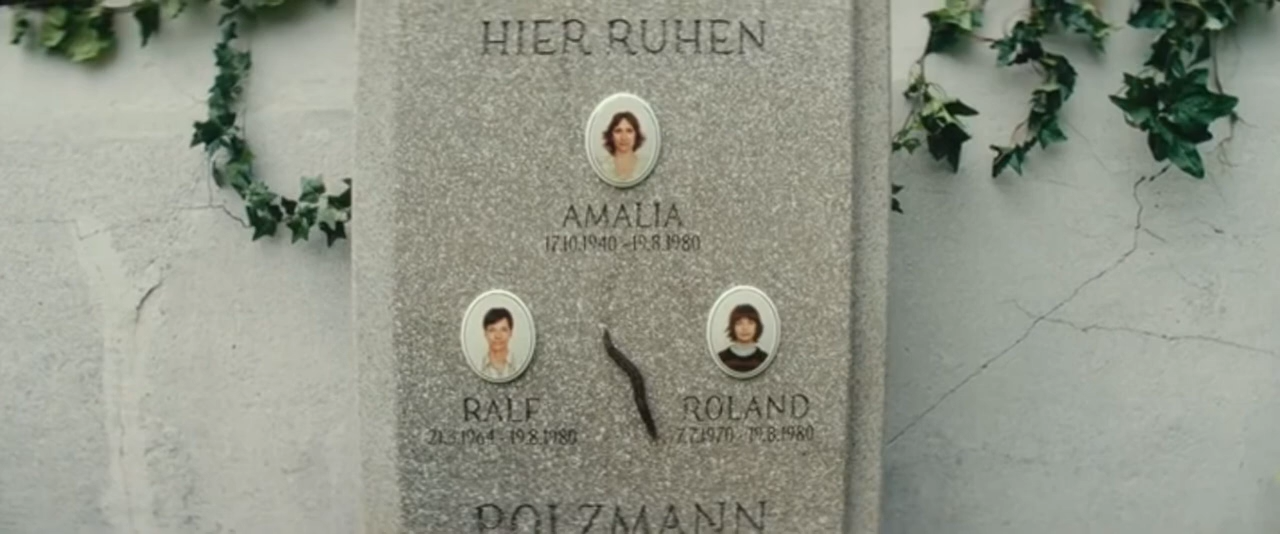 HIER RUHEN
AMALIA
17.10.1940 - 19.8.1980
RALF ROLAND
21.3.1964 - 19.8.1980 7.7.1970 - 19.8.1980
POLZMANN